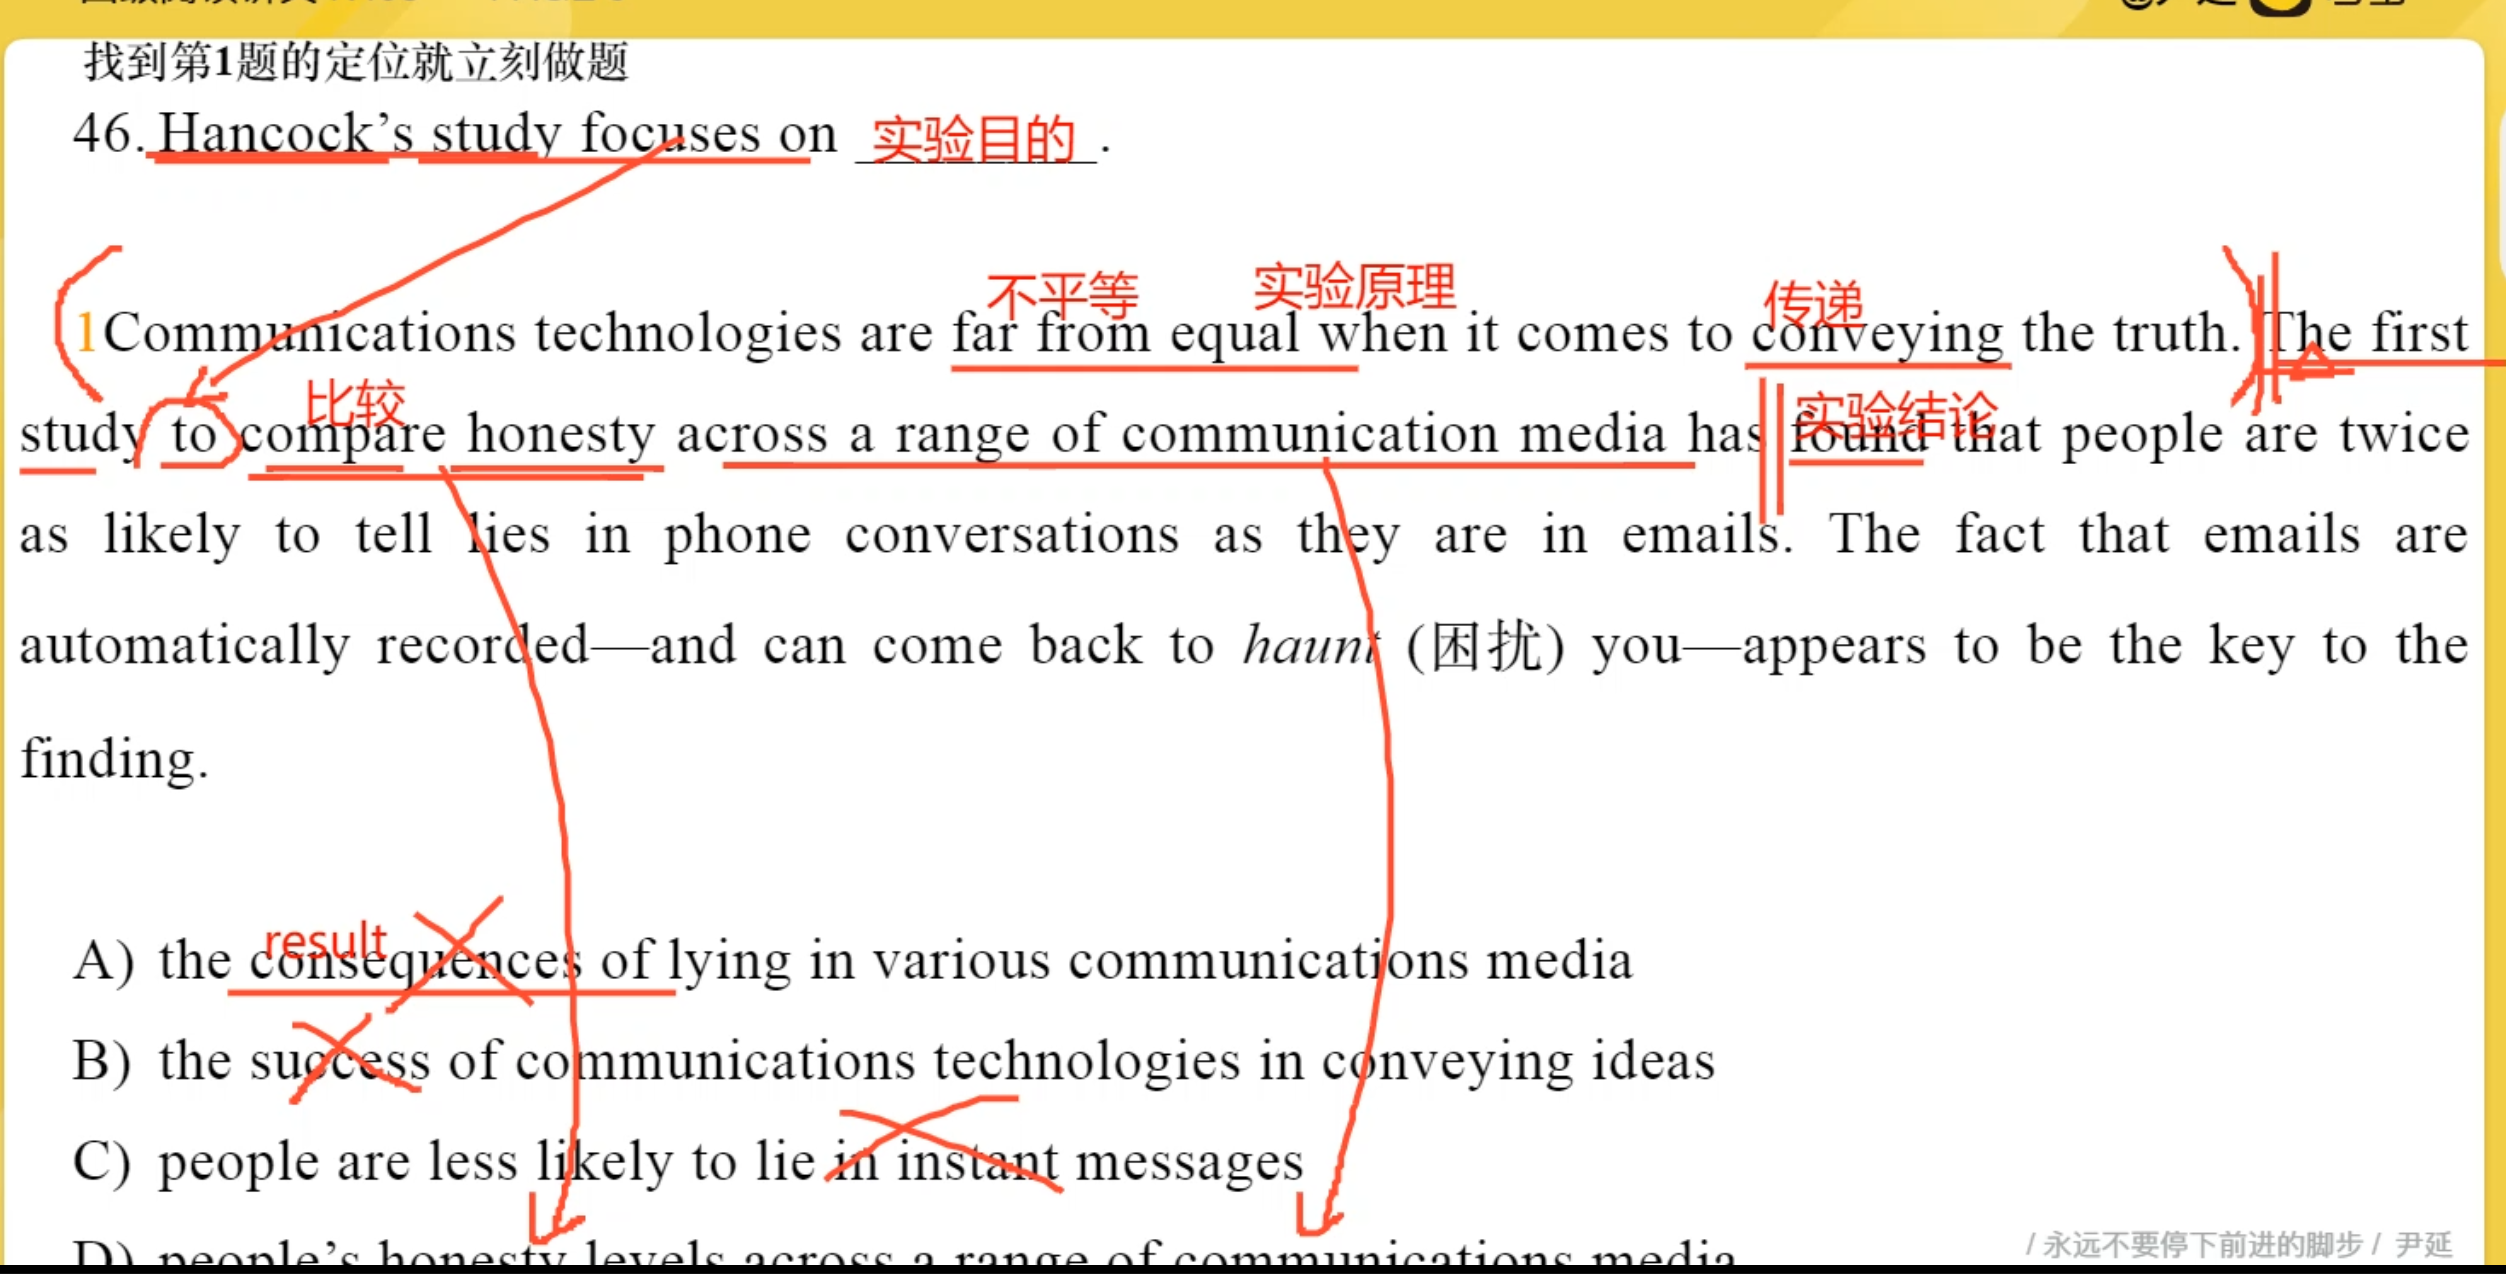 找到第1题的定位就立刻做题
46. Hancock’s study focuses on 实验目的.
不平等 实验原理 传递
1Communications technologies are far from equal when it comes to conveying the truth. The first
比较 实验结论
study to compare honesty across a range of communication media has found that people are twice
as likely to tell lies in phone conversations as they are in emails. The fact that emails are
automatically recorded—and can come back to haunt (困扰) you—appears to be the key to the
finding.
result
A) the consequences of lying in various communications media
B) the success of communications technologies in conveying ideas
C) people are less likely to lie in instant messages
D) people’s honesty levels across a range of communications media
/ 永远不要停下前进的脚步 / 尹延